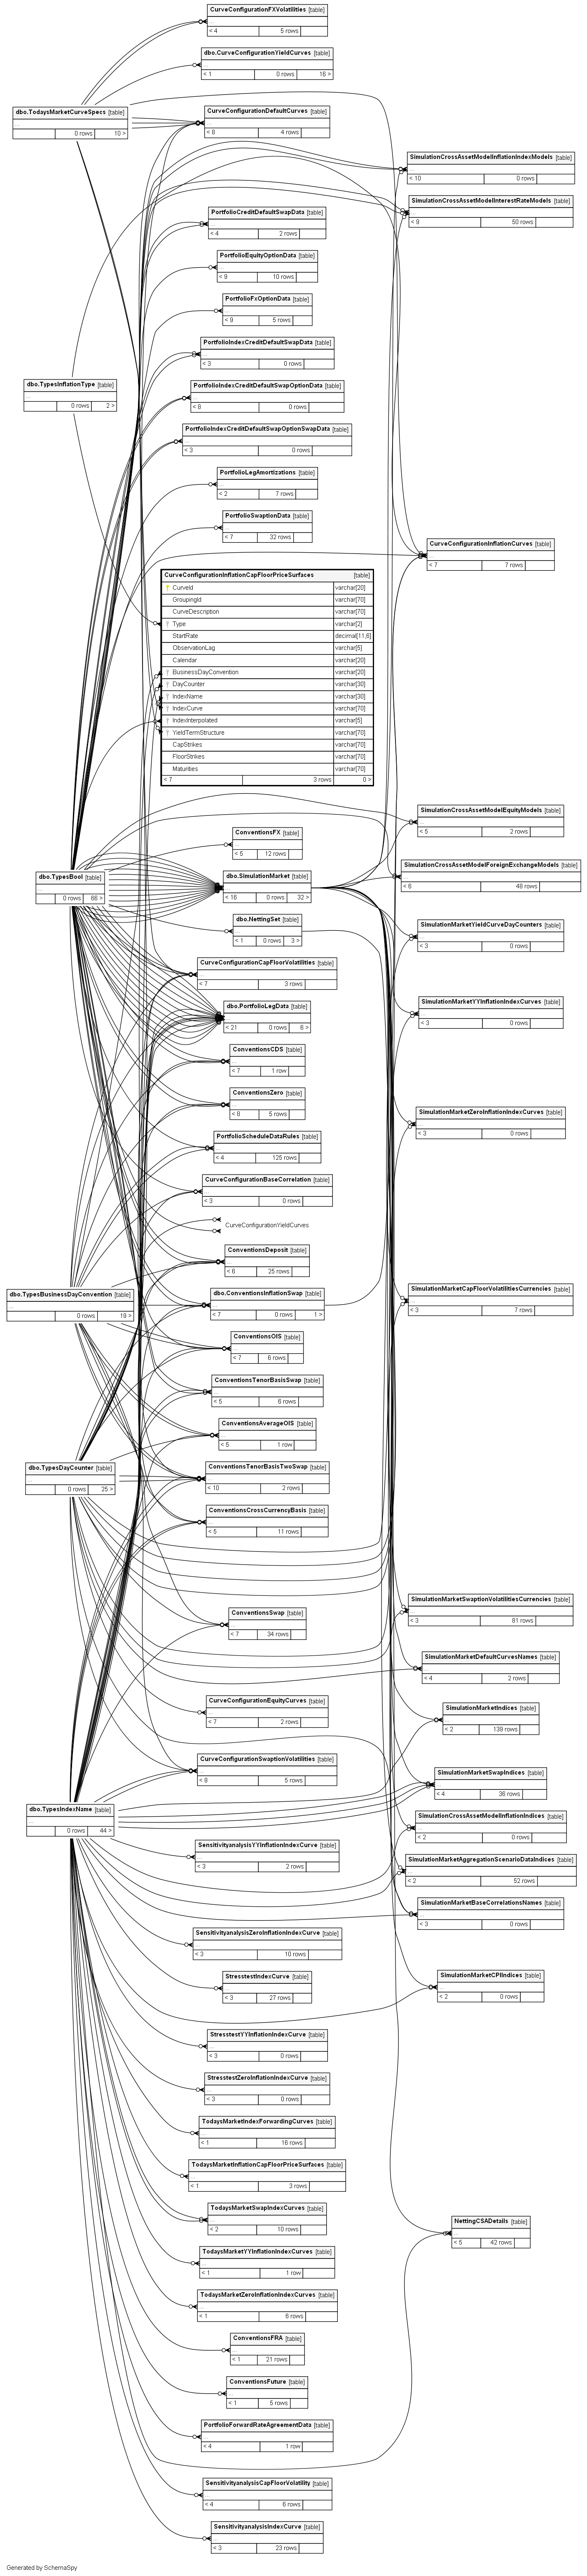 CurveConfigurationFXVolatilities [table]
...
< 4 5 rows
dbo.CurveConfigurationYieldCurves [table]
...
< 1 0 rows 16 >
dbo.TodaysMarketCurveSpecs [table]
...
0 rows 10 >
CurveConfigurationDefaultCurves [table]
...
< 8 4 rows
SimulationCrossAssetModelInflationIndexModels [table]
...
< 10 0 rows
SimulationCrossAssetModelInterestRateModels [table]
...
< 9 50 rows
PortfolioCreditDefaultSwapData [table]
...
< 4 2 rows
PortfolioEquityOptionData [table]
...
< 9 10 rows
PortfolioFxOptionData [table]
...
< 9 5 rows
PortfolioIndexCreditDefaultSwapData [table]
...
< 3 0 rows
dbo.TypesInflationType [table]
...
0 rows 2 >
PortfolioIndexCreditDefaultSwapOptionData [table]
...
< 8 0 rows
PortfolioIndexCreditDefaultSwapOptionSwapData [table]
...
< 3 0 rows
PortfolioLegAmortizations [table]
...
< 2 7 rows
PortfolioSwaptionData [table]
...
< 7 32 rows
CurveConfigurationInflationCurves [table]
...
< 7 7 rows
CurveConfigurationInflationCapFloorPriceSurfaces [table]
CurveId varchar[20]
GroupingId varchar[70]
CurveDescription varchar[70]
Type varchar[2]
StartRate decimal[11,6]
ObservationLag varchar[5]
Calendar varchar[20]
BusinessDayConvention varchar[20]
DayCounter varchar[30]
IndexName varchar[30]
IndexCurve varchar[70]
IndexInterpolated varchar[5]
YieldTermStructure varchar[70]
CapStrikes varchar[70]
FloorStrikes varchar[70]
Maturities varchar[70]
< 7 3 rows 0 >
SimulationCrossAssetModelEquityModels [table]
...
< 5 2 rows
ConventionsFX [table]
...
< 5 12 rows
SimulationCrossAssetModelForeignExchangeModels [table]
...
< 6 48 rows
dbo.TypesBool [table]
...
0 rows 66 >
dbo.SimulationMarket [table]
...
< 16 0 rows 32 >
dbo.NettingSet [table]
...
< 1 0 rows 3 >
SimulationMarketYieldCurveDayCounters [table]
...
< 3 0 rows
CurveConfigurationCapFloorVolatilities [table]
...
< 7 3 rows
dbo.PortfolioLegData [table]
...
< 21 0 rows 6 >
SimulationMarketYYInflationIndexCurves [table]
...
< 3 0 rows
ConventionsCDS [table]
...
< 7 1 row
ConventionsZero [table]
...
< 8 5 rows
SimulationMarketZeroInflationIndexCurves [table]
...
< 3 0 rows
PortfolioScheduleDataRules [table]
...
< 4 125 rows
CurveConfigurationBaseCorrelation [table]
...
< 3 0 rows
CurveConfigurationYieldCurves
ConventionsDeposit [table]
...
< 6 25 rows
dbo.TypesBusinessDayConvention [table]
...
0 rows 19 >
dbo.ConventionsInflationSwap [table]
...
< 7 0 rows 1 >
SimulationMarketCapFloorVolatilitiesCurrencies [table]
...
< 3 7 rows
ConventionsOIS [table]
...
< 7 6 rows
ConventionsTenorBasisSwap [table]
...
< 5 6 rows
ConventionsAverageOIS [table]
...
< 5 1 row
dbo.TypesDayCounter [table]
...
0 rows 25 >
ConventionsTenorBasisTwoSwap [table]
...
< 10 2 rows
ConventionsCrossCurrencyBasis [table]
...
< 5 11 rows
ConventionsSwap [table]
...
< 7 34 rows
SimulationMarketSwaptionVolatilitiesCurrencies [table]
...
< 3 81 rows
SimulationMarketDefaultCurvesNames [table]
...
< 4 2 rows
CurveConfigurationEquityCurves [table]
...
< 7 2 rows
SimulationMarketIndices [table]
...
< 2 139 rows
CurveConfigurationSwaptionVolatilities [table]
...
< 8 5 rows
SimulationMarketSwapIndices [table]
...
< 4 36 rows
dbo.TypesIndexName [table]
...
0 rows 44 >
SimulationCrossAssetModelInflationIndices [table]
...
< 2 0 rows
SensitivityanalysisYYInflationIndexCurve [table]
...
< 3 2 rows
SimulationMarketAggregationScenarioDataIndices [table]
...
< 2 52 rows
SimulationMarketBaseCorrelationsNames [table]
...
< 3 0 rows
SensitivityanalysisZeroInflationIndexCurve [table]
...
< 3 10 rows
StresstestIndexCurve [table]
...
< 3 27 rows
SimulationMarketCPIIndices [table]
...
< 2 0 rows
StresstestYYInflationIndexCurve [table]
...
< 3 0 rows
StresstestZeroInflationIndexCurve [table]
...
< 3 0 rows
TodaysMarketIndexForwardingCurves [table]
...
< 1 16 rows
TodaysMarketInflationCapFloorPriceSurfaces [table]
...
< 1 3 rows
TodaysMarketSwapIndexCurves [table]
...
< 2 10 rows
NettingCSADetails [table]
...
< 5 42 rows
TodaysMarketYYInflationIndexCurves [table]
...
< 1 1 row
TodaysMarketZeroInflationIndexCurves [table]
...
< 1 6 rows
ConventionsFRA [table]
...
< 1 21 rows
ConventionsFuture [table]
...
< 1 5 rows
PortfolioForwardRateAgreementData [table]
...
< 4 1 row
SensitivityanalysisCapFloorVolatility [table]
...
< 4 6 rows
SensitivityanalysisIndexCurve [table]
...
< 3 23 rows
Generated by SchemaSpy